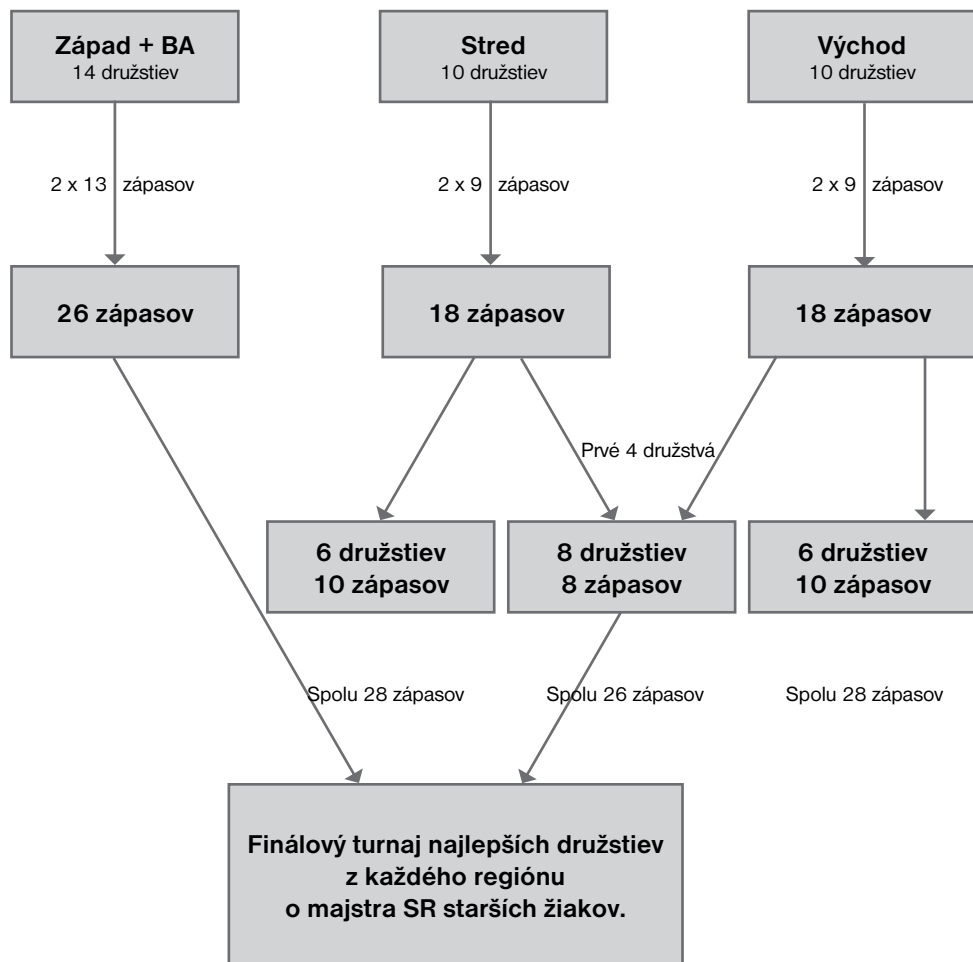 Západ + BA
14 družstiev
Stred
10 družstiev
Východ
10 družstiev
2 x 13 zápasov
2 x 9 zápasov
2 x 9 zápasov
26 zápasov
18 zápasov
18 zápasov
Prvé 4 družstvá
6 družstiev
10 zápasov
8 družstiev
8 zápasov
6 družstiev
10 zápasov
Spolu 28 zápasov
Spolu 26 zápasov
Spolu 28 zápasov
Finálový turnaj najlepších družstiev
z každého regiónu
o majstra SR starších žiakov.